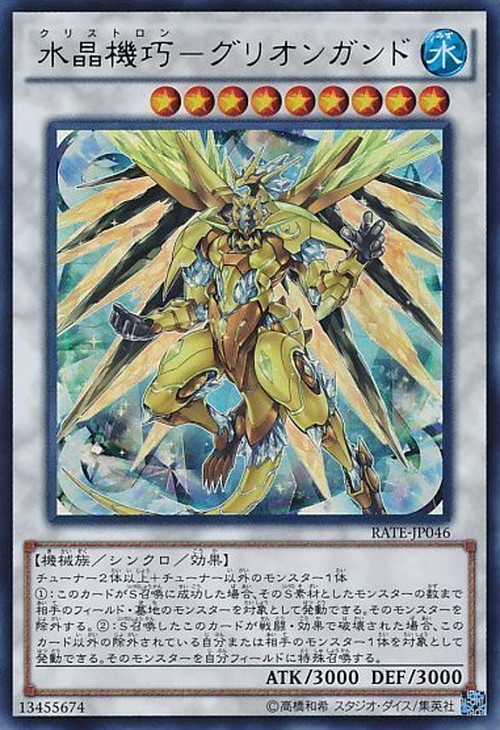 クリストロン
水晶機巧－グリオンガンド
みず
水
RATE-JP046
【機械族／シンクロ／効果】
チューナー２体以上＋チューナー以外のモンスター１体
①：このカードがＳ召喚に成功した場合、そのＳ素材としたモンスターの数まで
相手のフィールド・墓地のモンスターを対象として発動できる。そのモンスターを
除外する。②：Ｓ召喚したこのカードが戦闘・効果で破壊された場合、この
カード以外の除外されている自分または相手のモンスター１体を対象として
発動できる。そのモンスターを自分フィールドに特殊召喚する。
ATK/3000 DEF/3000
13455674
©高橋和希 スタジオ・ダイス/集英社